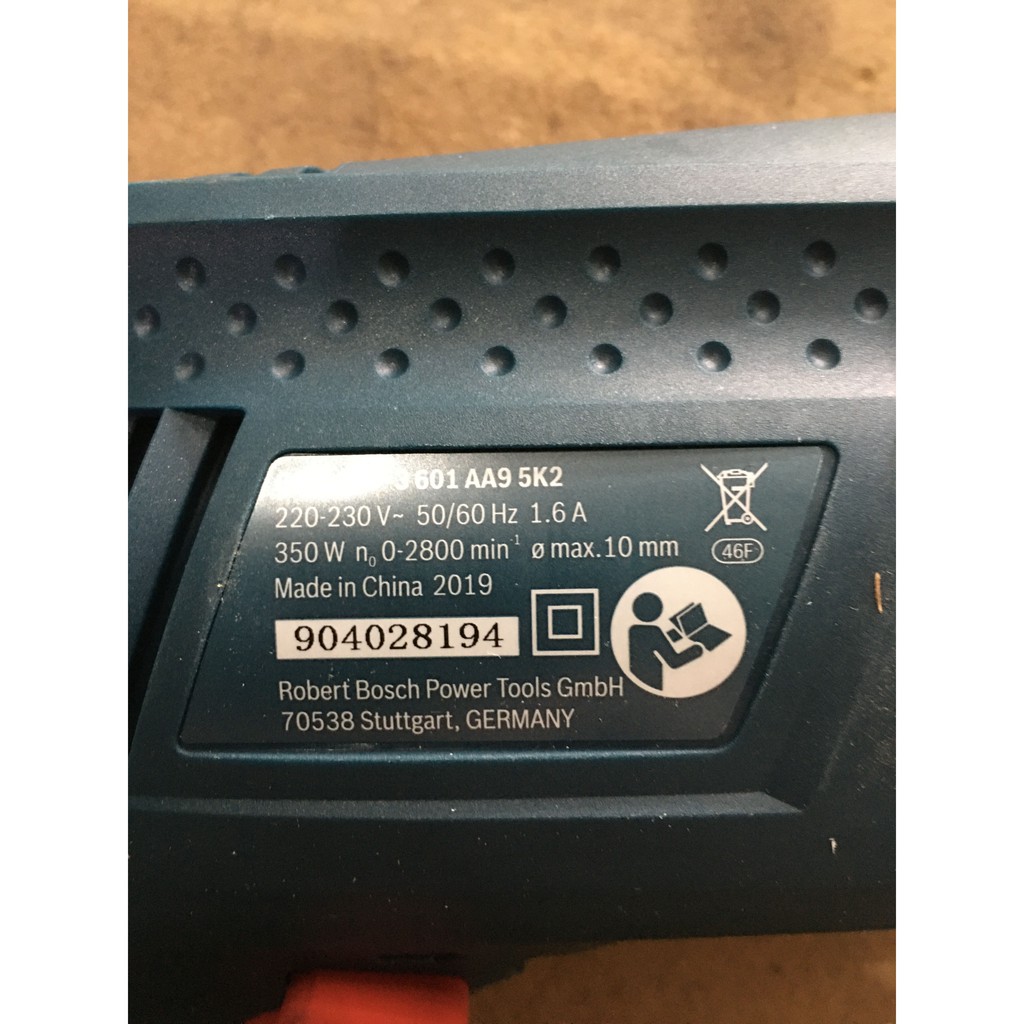 601 AA9 5K2
220-230 V~ 50/60 Hz 1.6 A
350 W n₀ 0-2800 min⁻¹ ø max. 10 mm
46F
Made in China 2019
904028194
Robert Bosch Power Tools GmbH
70538 Stuttgart, GERMANY